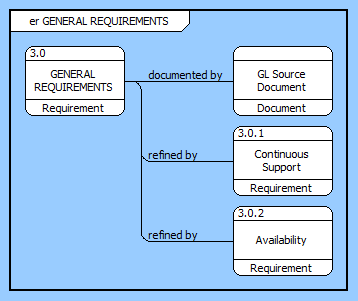 er GENERAL REQUIREMENTS
3.0
GENERAL
REQUIREMENTS
Requirement
documented by
GL Source
Document
Document
refined by
3.0.1
Continuous
Support
Requirement
refined by
3.0.2
Availability
Requirement